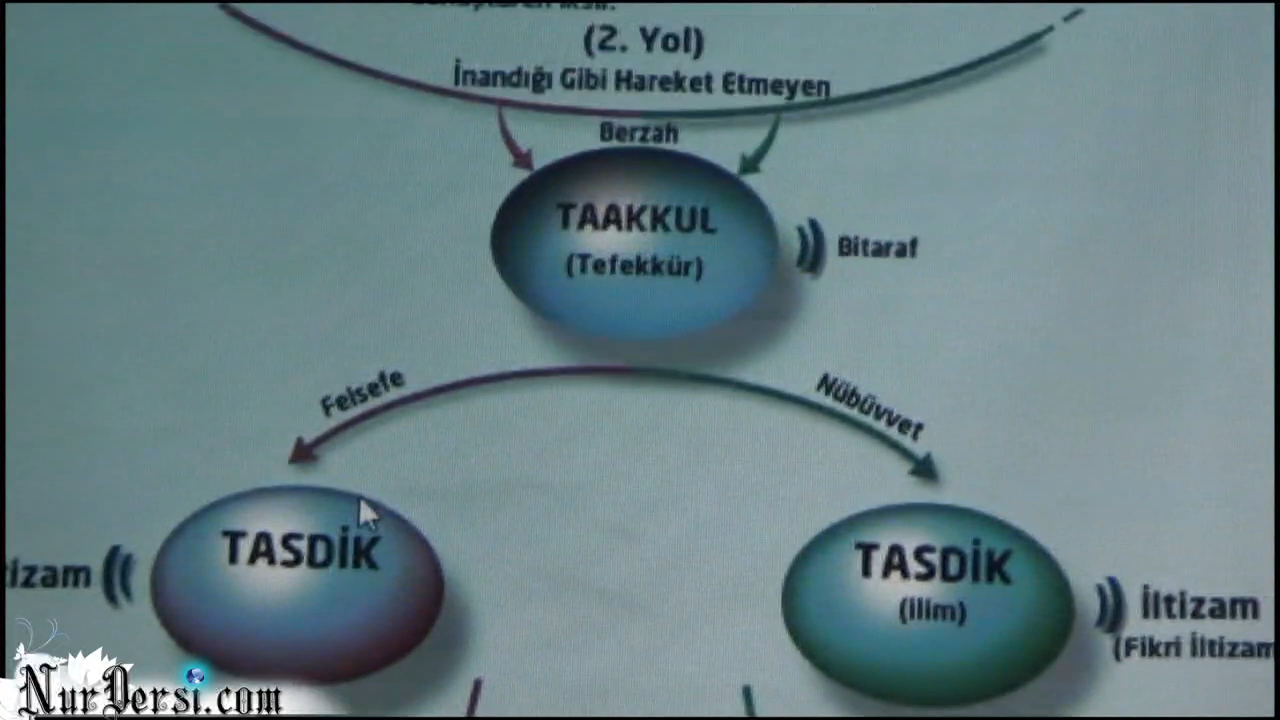 (2. Yol)
İnandığı Gibi Hareket Etmeyen
Berzah
TAAKKUL
(Tefekkür)
Bitaraf
Felsefe
Nübüvvet
TASDİK
TASDİK
(ilim)
İltizam
(Fikri İltizam
NurDersi.com